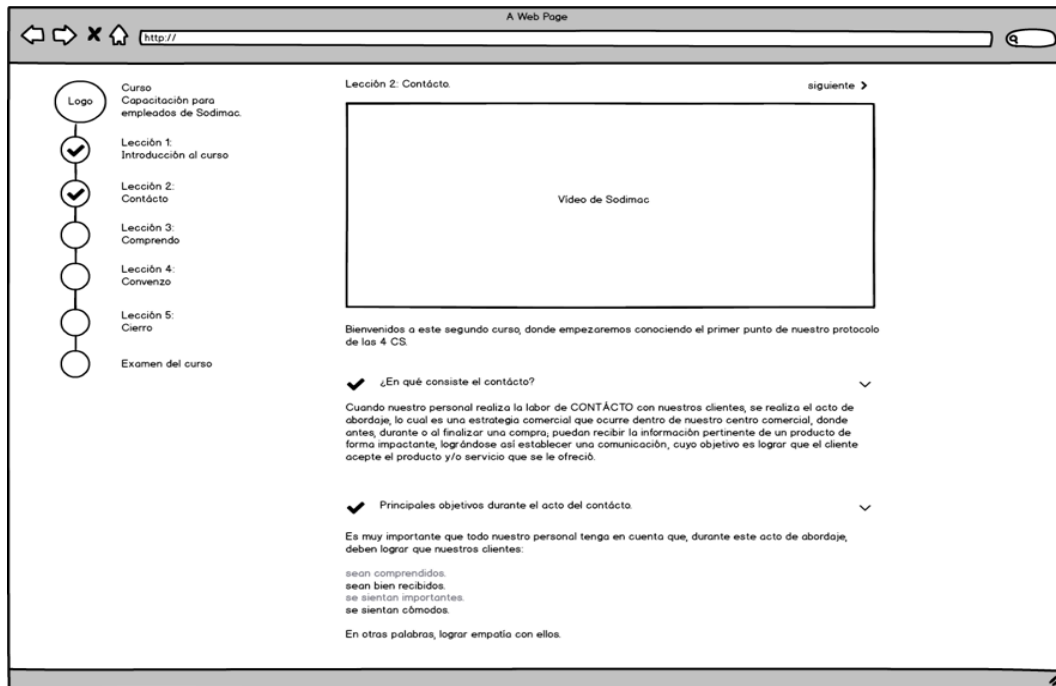 A Web Page
http://
Logo
Curso
Capacitación para
empleados de Sodimac.
Lección 1:
Introducción al curso
Lección 2:
Contácto
Lección 3:
Comprendo
Lección 4:
Convenzo
Lección 5:
Cierro
Examen del curso
Lección 2: Contácto.
siguiente
Vídeo de Sodimac
Bienvenidos a este segundo curso, donde empezaremos conociendo el primer punto de nuestro protocolo
de las 4 CS.
¿En qué consiste el contácto?
Cuando nuestro personal realiza la labor de CONTÁCTO con nuestros clientes, se realiza el acto de
abordaje, lo cual es una estrategia comercial que ocurre dentro de nuestro centro comercial, donde
antes, durante o al finalizar una compra; puedan recibir la información pertinente de un producto de
forma impactante, lográndose así establecer una comunicación, cuyo objetivo es lograr que el cliente
acepte el producto y/o servicio que se le ofreció.
Principales objetivos durante el acto del contácto.
Es muy importante que todo nuestro personal tenga en cuenta que, durante este acto de abordaje,
deben lograr que nuestros clientes:
sean comprendidos.
sean bien recibidos.
se sientan importantes.
se sientan cómodos.
En otras palabras, lograr empatía con ellos.